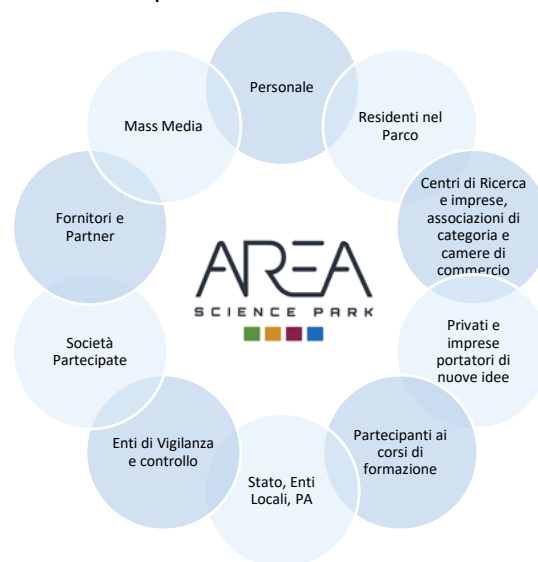 Personale
Residenti nel
Parco
Centri di Ricerca
e imprese,
associazioni di
categoria e
camere di
commercio
Privati e
imprese
portatori di
nuove idee
Partecipanti ai
corsi di
formazione
Stato, Enti
Locali, PA
Enti di Vigilanza
e controllo
Società
Partecipate
Fornitori e
Partner
Mass Media
AREA
SCIENCE PARK